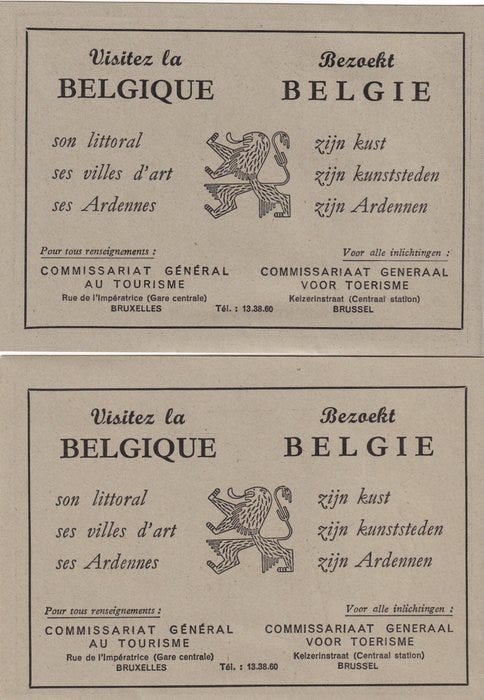 Visitez la
BELGIQUE
son littoral
ses villes d'art
ses Ardennes
Bezoekt
BELGIE
zijn kust
zijn kunststeden
zijn Ardennen
Pour tous renseignements :
COMMISSARIAT GÉNÉRAL
AU TOURISME
Rue de l'Impératrice (Gare centrale)
BRUXELLES
Tél. : 13.38.60
Voor alle inlichtingen :
COMMISSARIAAT GENERAAL
VOOR TOERISME
Keizerinstraat (Centraal station)
BRUSSEL
Visitez la
BELGIQUE
son littoral
ses villes d'art
ses Ardennes
Bezoekt
BELGIE
zijn kust
zijn kunststeden
zijn Ardennen
Pour tous renseignements :
COMMISSARIAT GÉNÉRAL
AU TOURISME
Rue de l'Impératrice (Gare centrale)
BRUXELLES
Tél. : 13.38.60
Voor alle inlichtingen :
COMMISSARIAAT GENERAAL
VOOR TOERISME
Keizerinstraat (Centraal station)
BRUSSEL